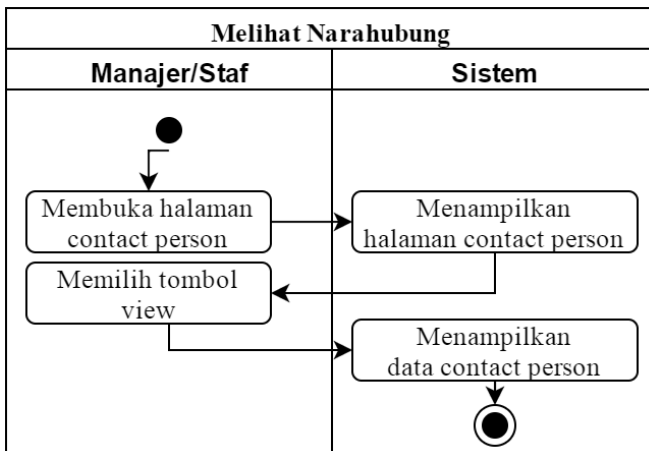 Melihat Narahubung
Manajer/Staf
Sistem
Membuka halaman
contact person
Menampilkan
halaman contact person
Memilih tombol
view
Menampilkan
data contact person